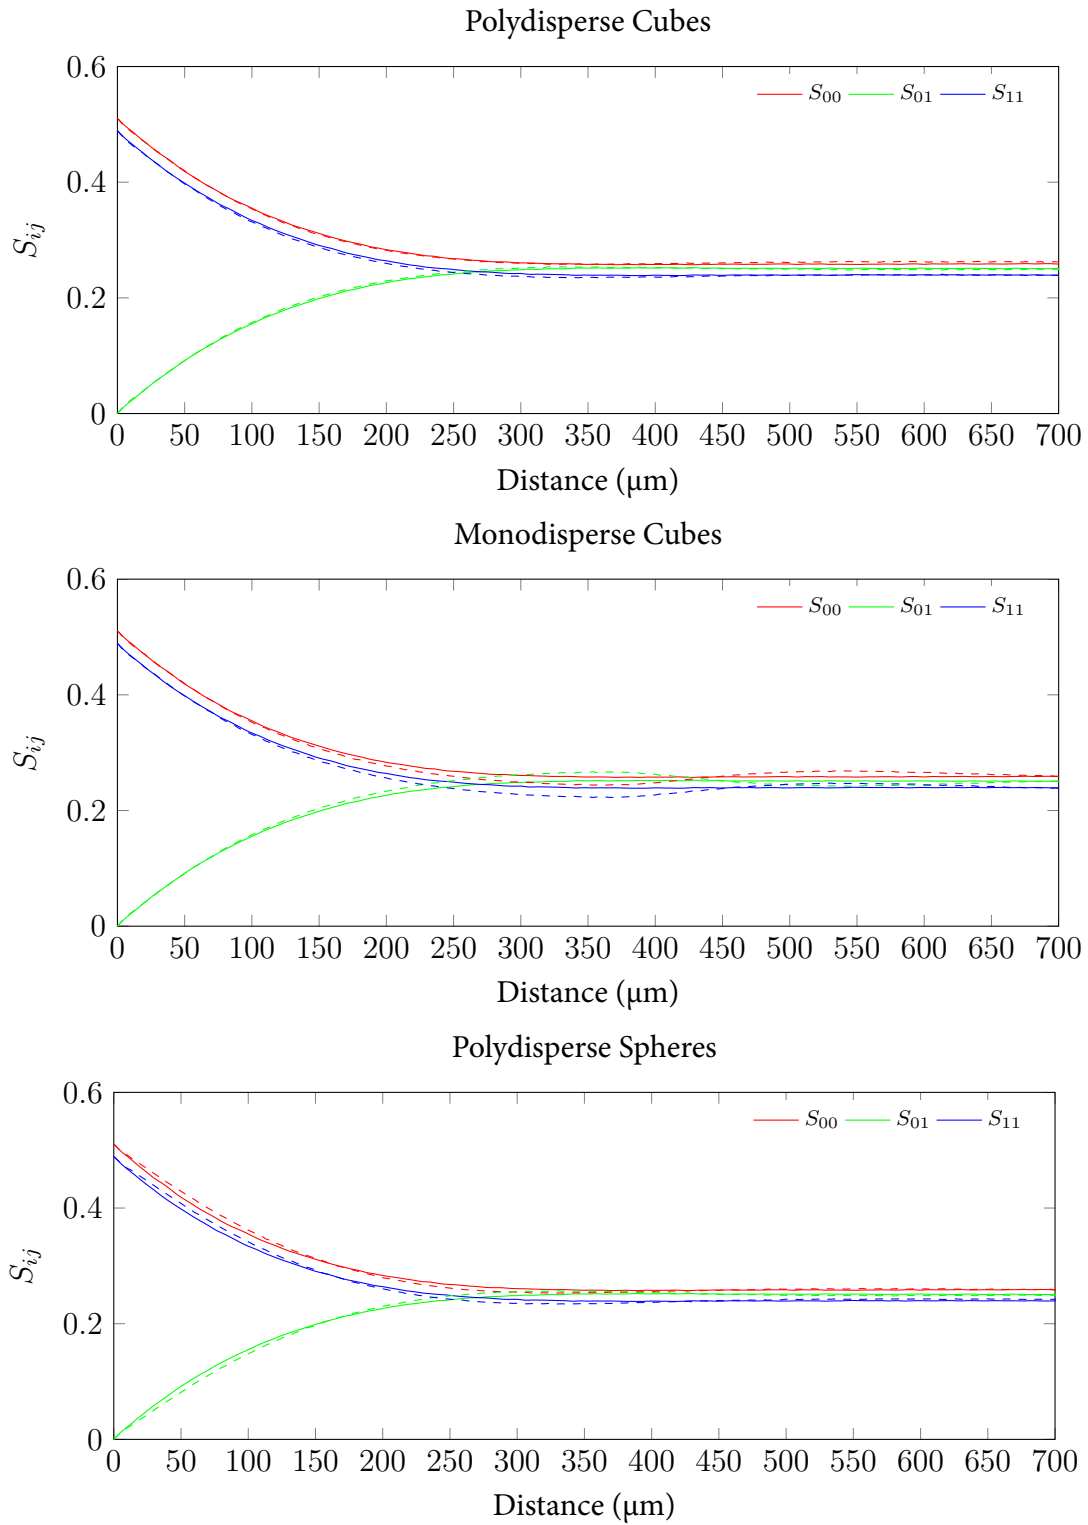 Polydisperse Cubes
0.6
S₀₀ S₀₁ S₁₁
0.4
S_ij
0.2
0
0 50 100 150 200 250 300 350 400 450 500 550 600 650 700
Distance (µm)
Monodisperse Cubes
0.6
S₀₀ S₀₁ S₁₁
0.4
S_ij
0.2
0
0 50 100 150 200 250 300 350 400 450 500 550 600 650 700
Distance (µm)
Polydisperse Spheres
0.6
S₀₀ S₀₁ S₁₁
0.4
S_ij
0.2
0
0 50 100 150 200 250 300 350 400 450 500 550 600 650 700
Distance (µm)